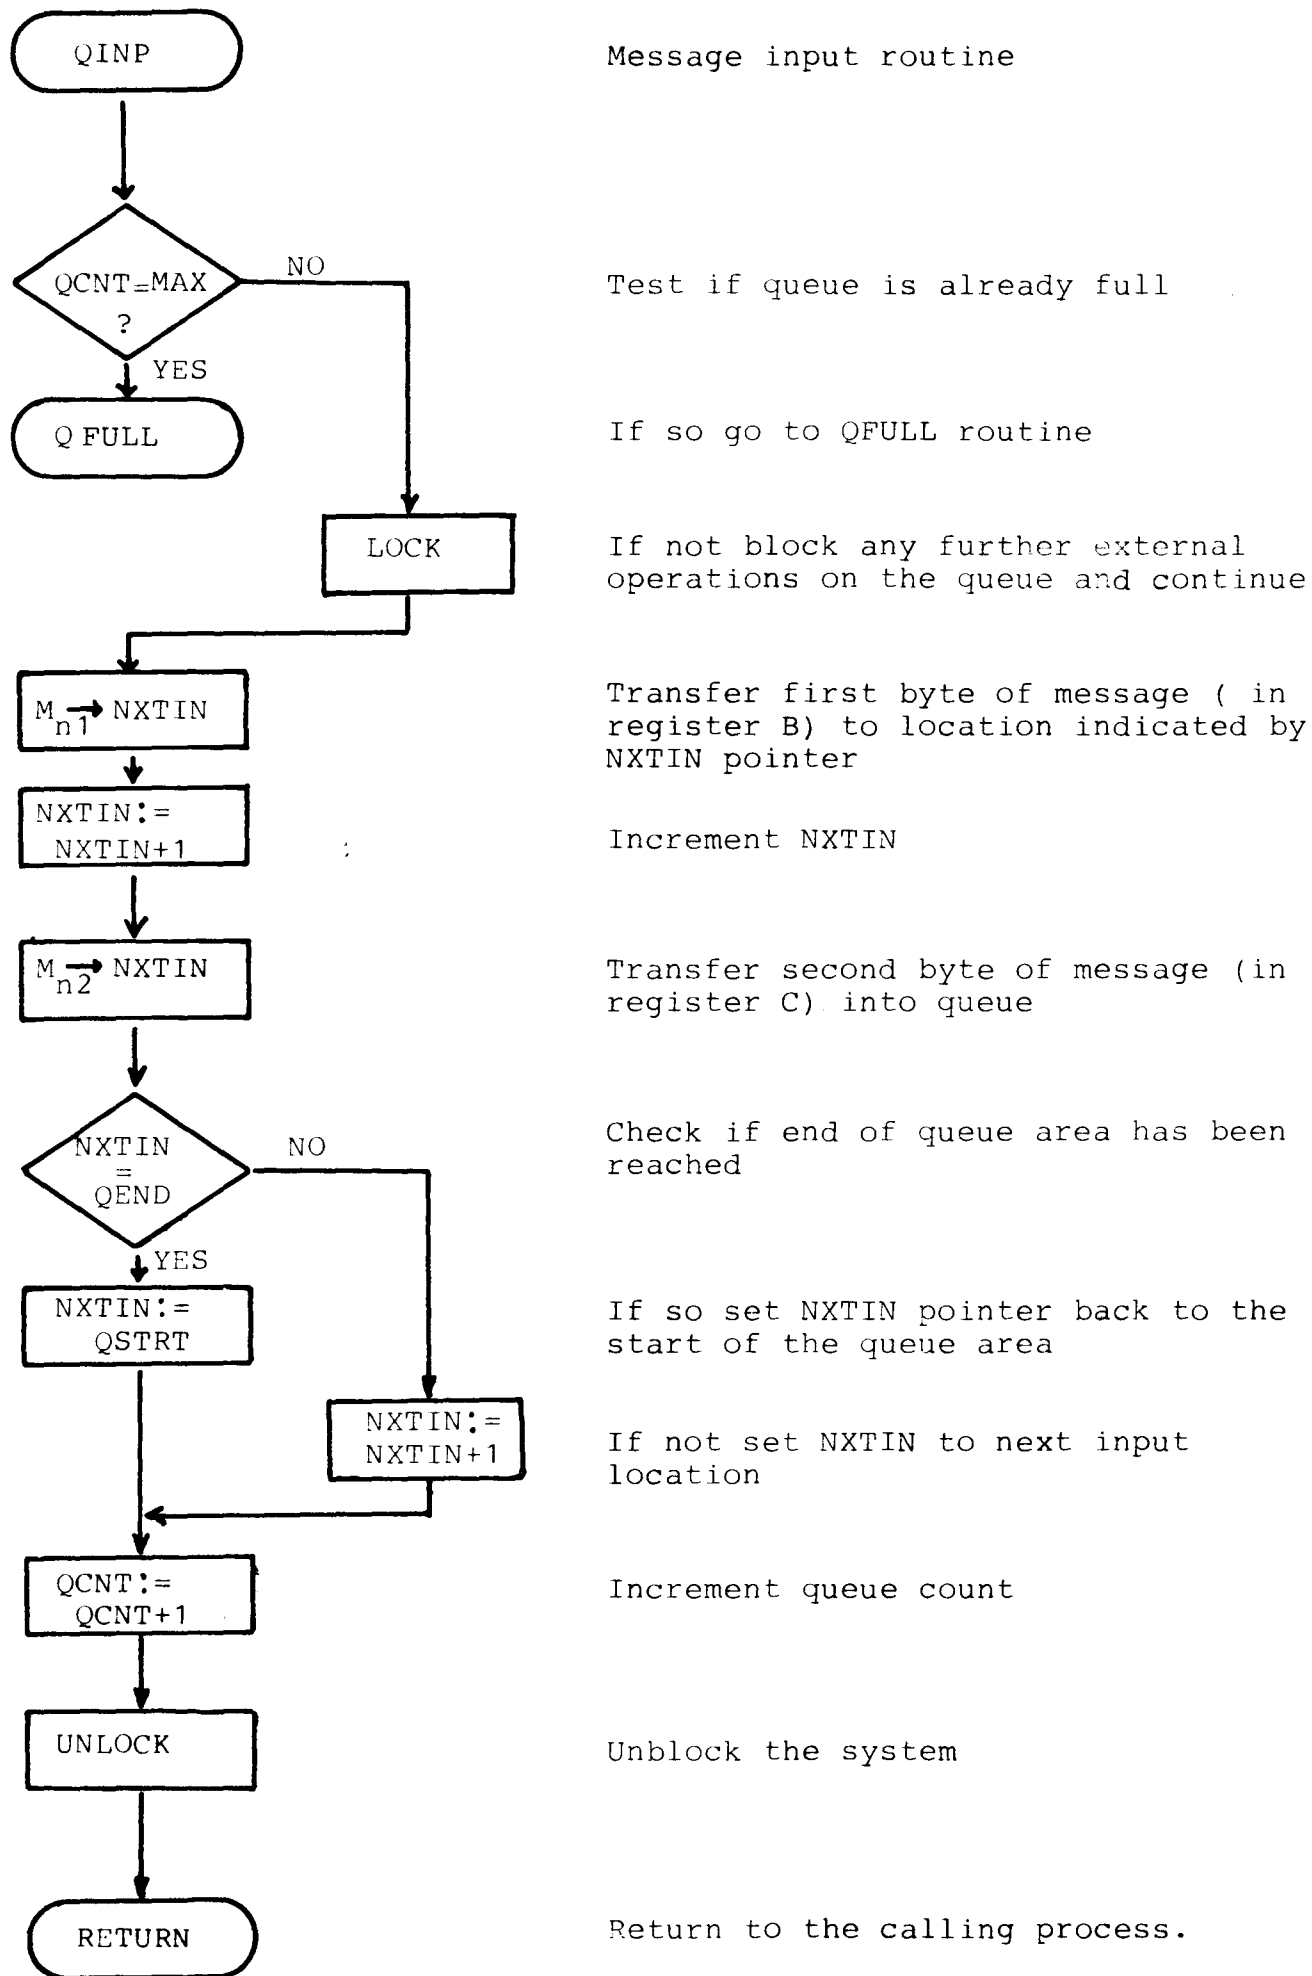 QINP
Message input routine
QCNT=MAX
?
NO
YES
Test if queue is already full
Q FULL
If so go to QFULL routine
LOCK
If not block any further external
operations on the queue and continue
Mn1 → NXTIN
Transfer first byte of message ( in
register B) to location indicated by
NXTIN pointer
NXTIN:=
NXTIN+1
Increment NXTIN
Mn2 → NXTIN
Transfer second byte of message (in
register C) into queue
NXTIN
=
QEND
NO
YES
Check if end of queue area has been
reached
NXTIN:=
QSTRT
If so set NXTIN pointer back to the
start of the queue area
NXTIN:=
NXTIN+1
If not set NXTIN to next input
location
QCNT:=
QCNT+1
Increment queue count
UNLOCK
Unblock the system
RETURN
Return to the calling process.